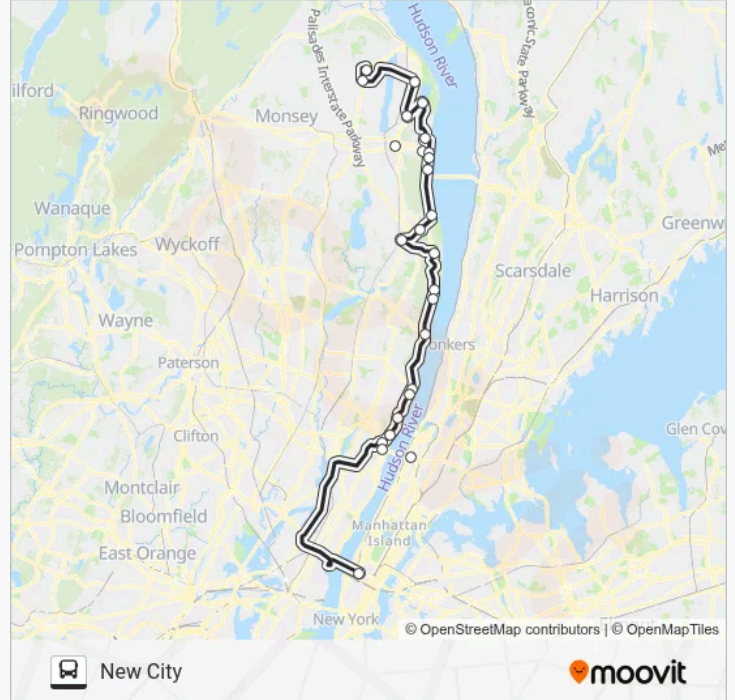 Hudson River
Taconic State Parkway
Palisades Interstate Parkway
ilford
Ringwood
Monsey
Wanaque
Greenw
Pompton Lakes
Wyckoff
Scarsdale
Harrison
Wayne
onkers
Paterson
Hudson River
Clifton
Glen Cov
Montclair
Bloomfield
Manhattan
Island
East Orange
New York
© OpenStreetMap contributors | © OpenMapTiles
New City
moovit